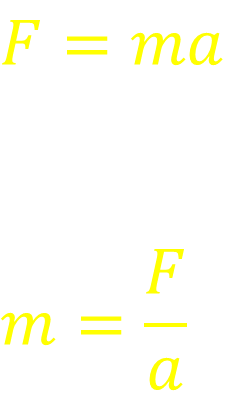 F = ma
m = F/a